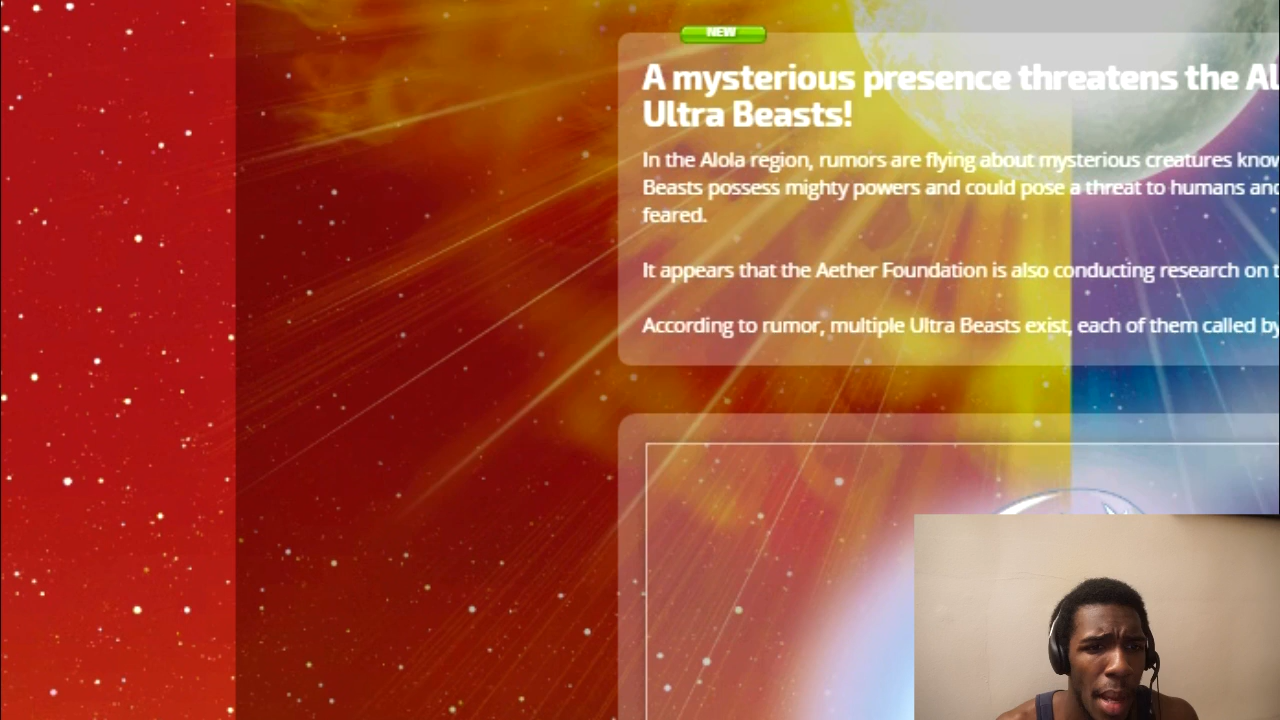 NEW
A mysterious presence threatens the Al
Ultra Beasts!
In the Alola region, rumors are flying about mysterious creatures know
Beasts possess mighty powers and could pose a threat to humans and
feared.
It appears that the Aether Foundation is also conducting research on t
According to rumor, multiple Ultra Beasts exist, each of them called by